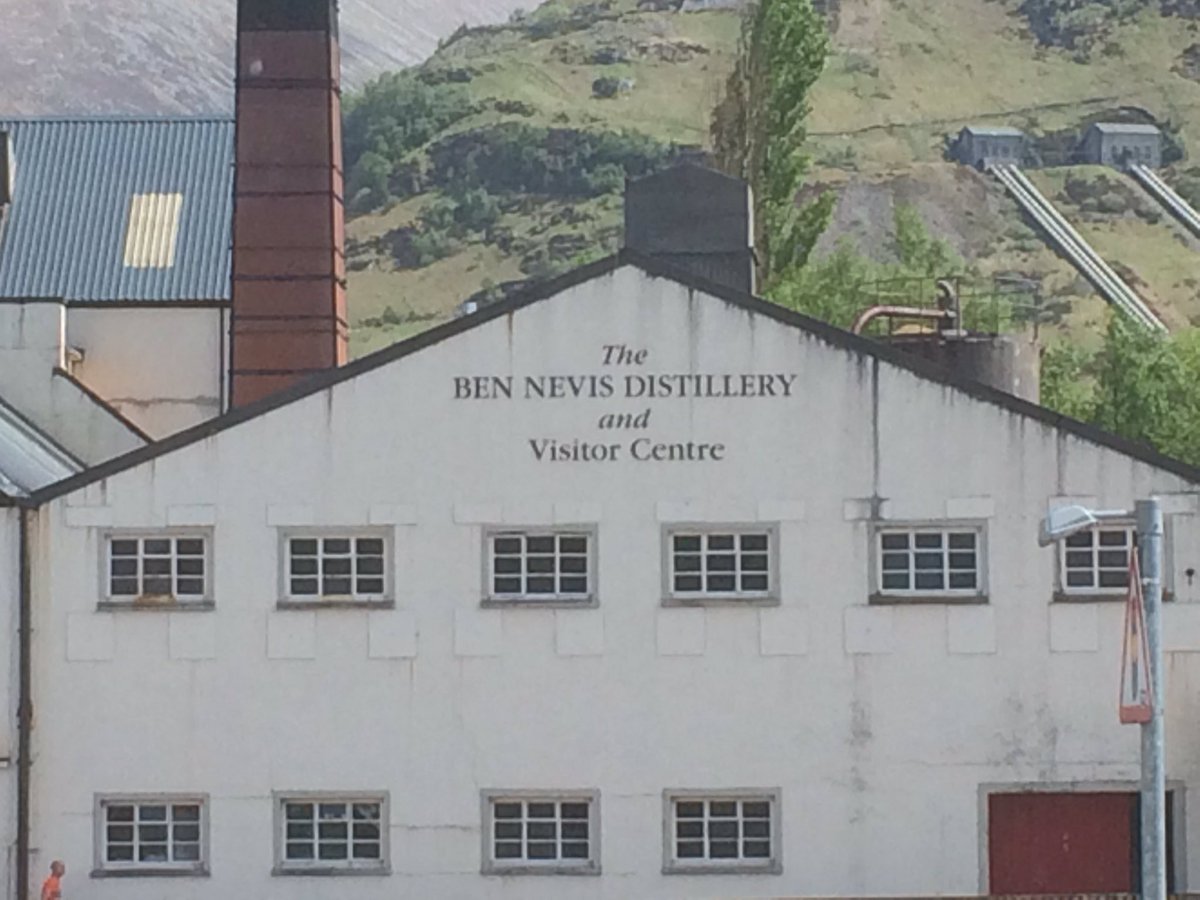 The
BEN NEVIS DISTILLERY
and
Visitor Centre